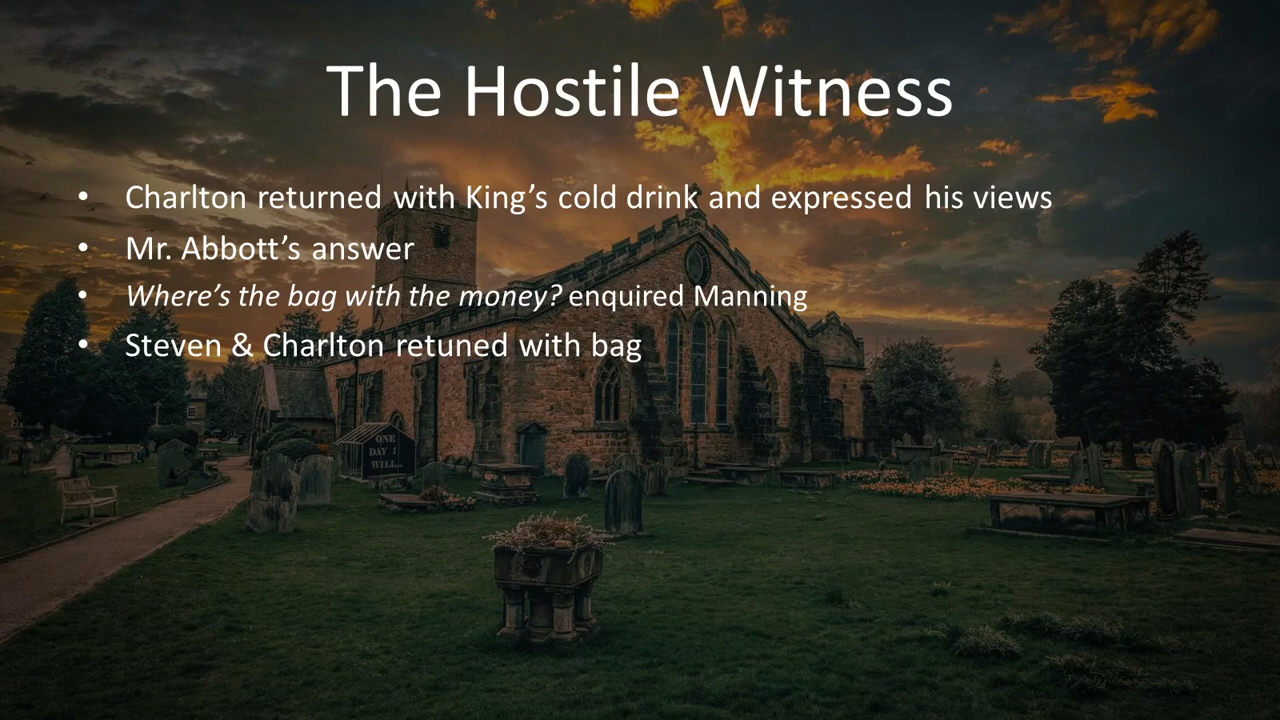 The Hostile Witness
• Charlton returned with King’s cold drink and expressed his views
• Mr. Abbott’s answer
• Where’s the bag with the money? enquired Manning
• Steven & Charlton retuned with bag
ONE
DAY I
WILL...